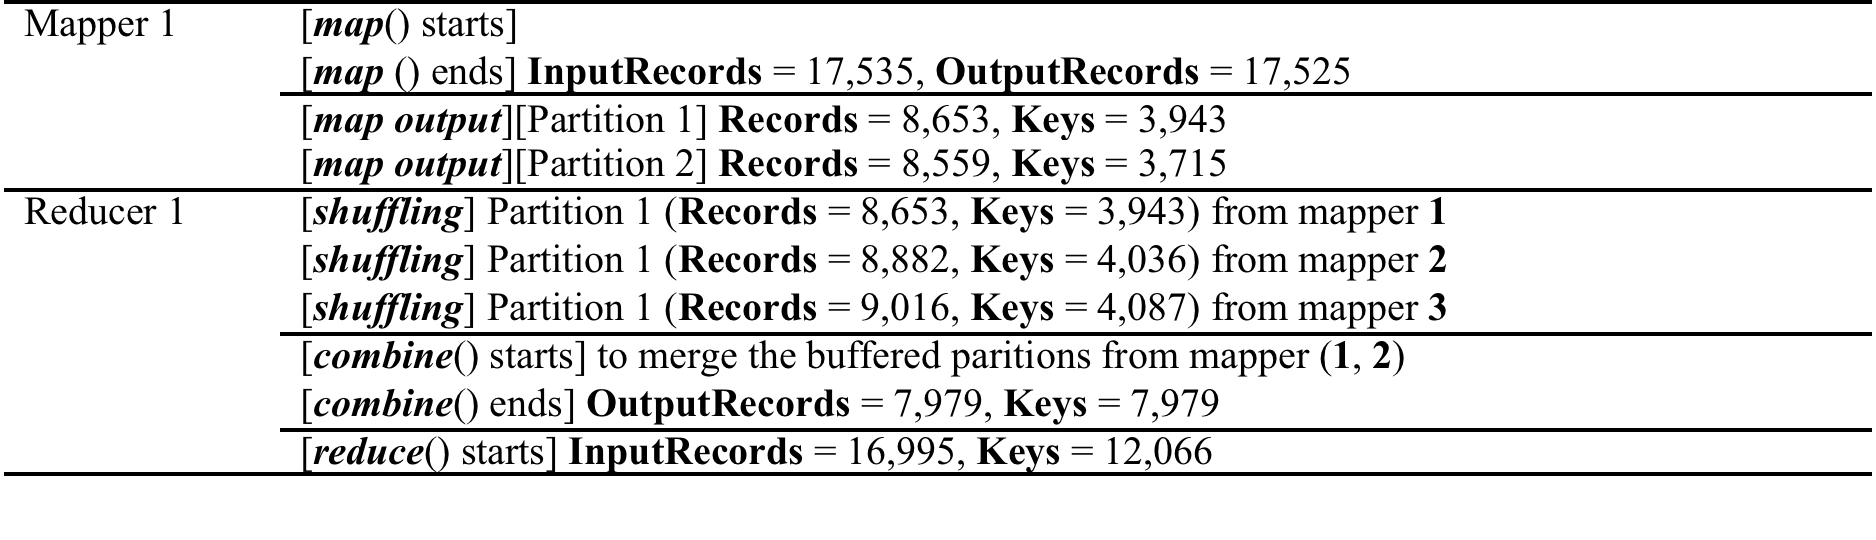 Mapper 1 [map() starts]
[map () ends] InputRecords = 17,535, OutputRecords = 17,525
[map output][Partition 1] Records = 8,653, Keys = 3,943
[map output][Partition 2] Records = 8,559, Keys = 3,715
Reducer 1 [shuffling] Partition 1 (Records = 8,653, Keys = 3,943) from mapper 1
[shuffling] Partition 1 (Records = 8,882, Keys = 4,036) from mapper 2
[shuffling] Partition 1 (Records = 9,016, Keys = 4,087) from mapper 3
[combine() starts] to merge the buffered paritions from mapper (1, 2)
[combine() ends] OutputRecords = 7,979, Keys = 7,979
[reduce() starts] InputRecords = 16,995, Keys = 12,066